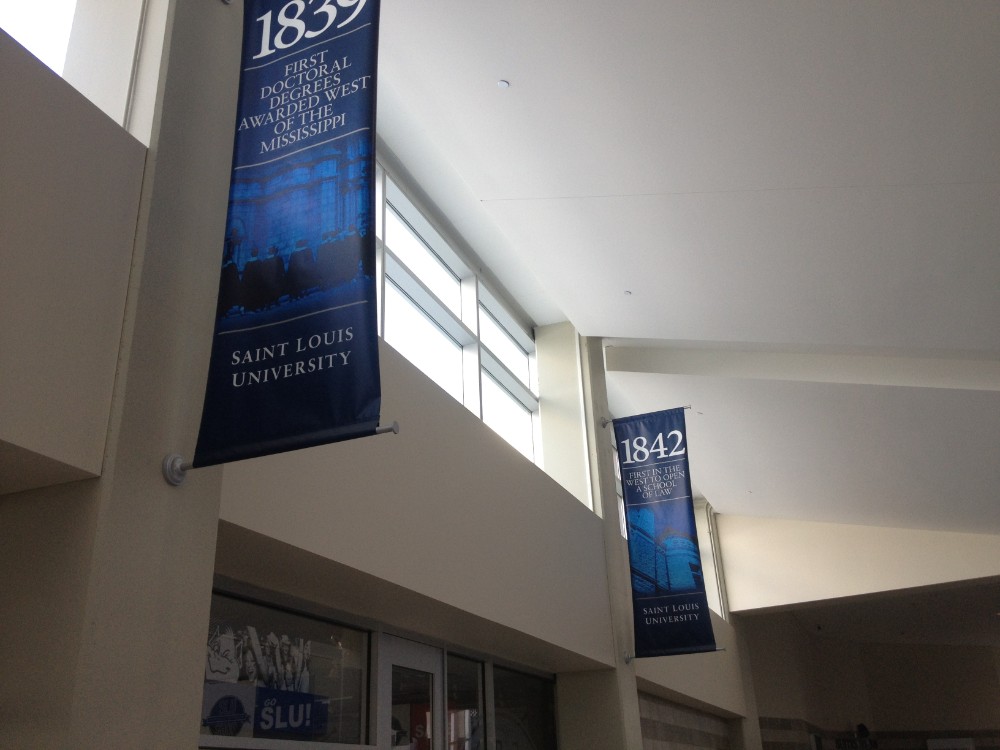 1839
FIRST
DOCTORAL
DEGREES
AWARDED WEST
OF THE
MISSISSIPPI
SAINT LOUIS
UNIVERSITY
1842
FIRST IN THE
WEST TO OPEN
A SCHOOL
OF LAW
SAINT LOUIS
UNIVERSITY
GO
SLU!